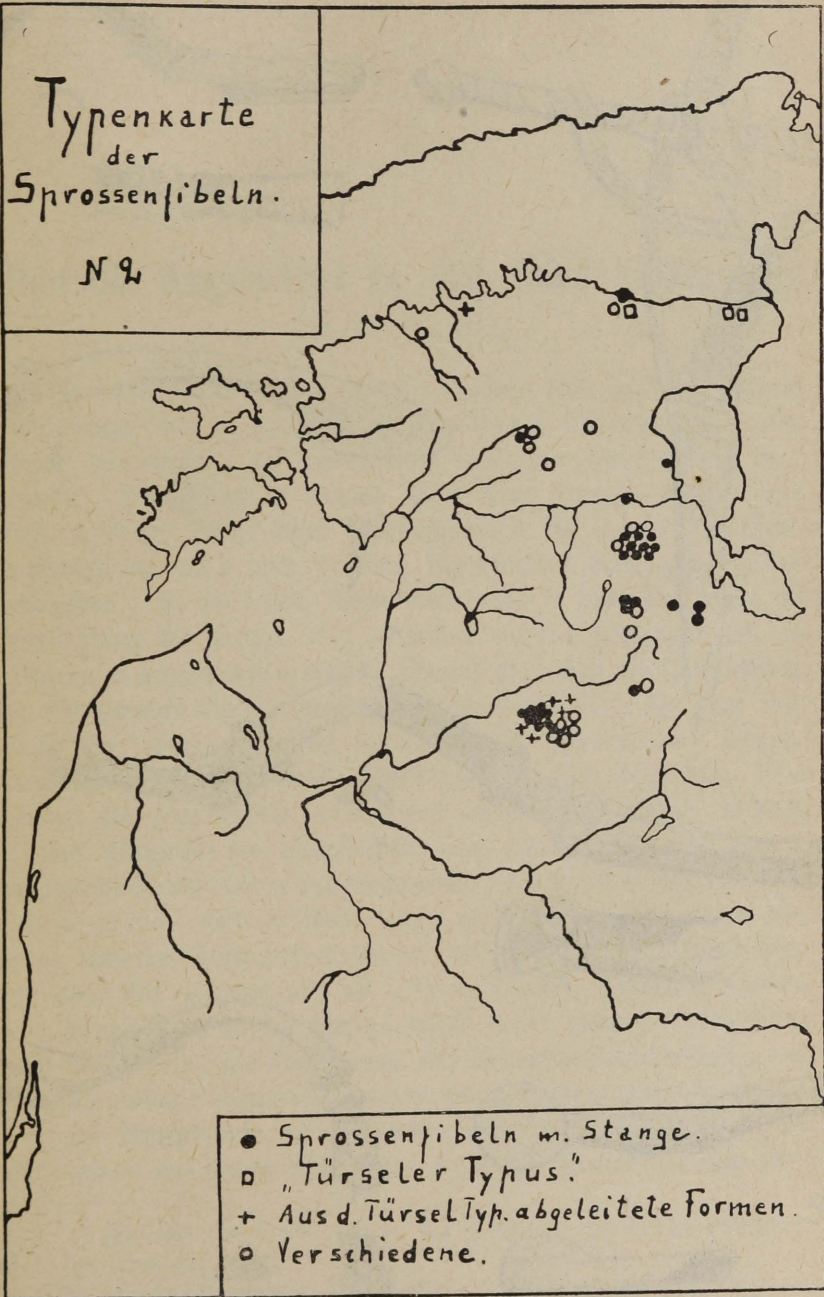 Typenkarte
der
Sprossenfibeln.
N 2
Sprossenfibeln m. Stange.
„Türseler Typus."
Aus d. Türsel Typ. abgeleitete Formen.
Verschiedene.